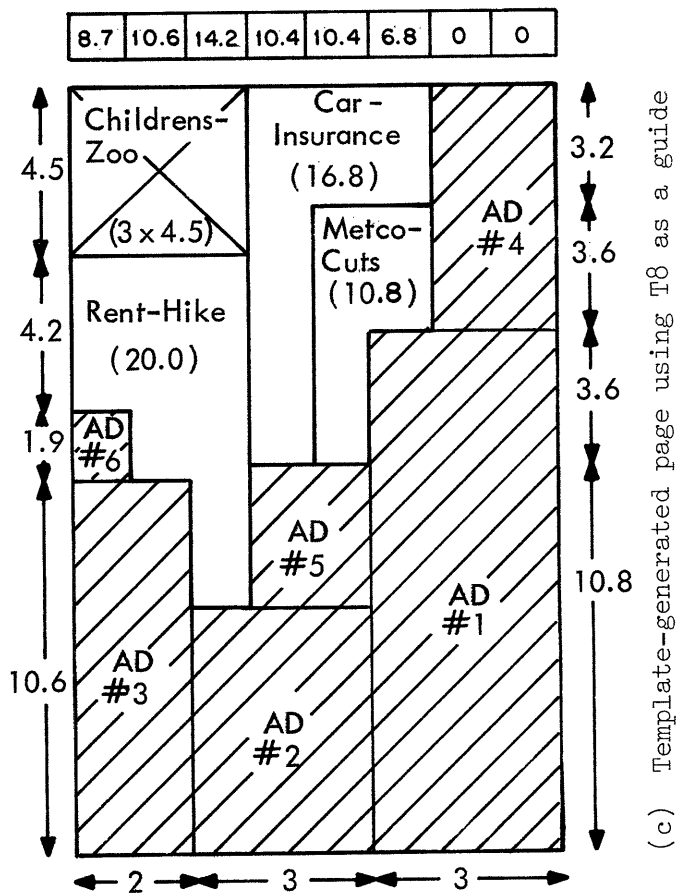 8.7 10.6 14.2 10.4 10.4 6.8 0 0
Childrens-
Zoo
(3 x 4.5)
Car-
Insurance
(16.8)
Metco-
Cuts
(10.8)
AD
#4
Rent-Hike
(20.0)
AD
#6
AD
#5
AD
#1
AD
#3
AD
#2
4.5
4.2
1.9
10.6
3.2
3.6
3.6
10.8
2 3 3
(c) Template-generated page using T8 as a guide